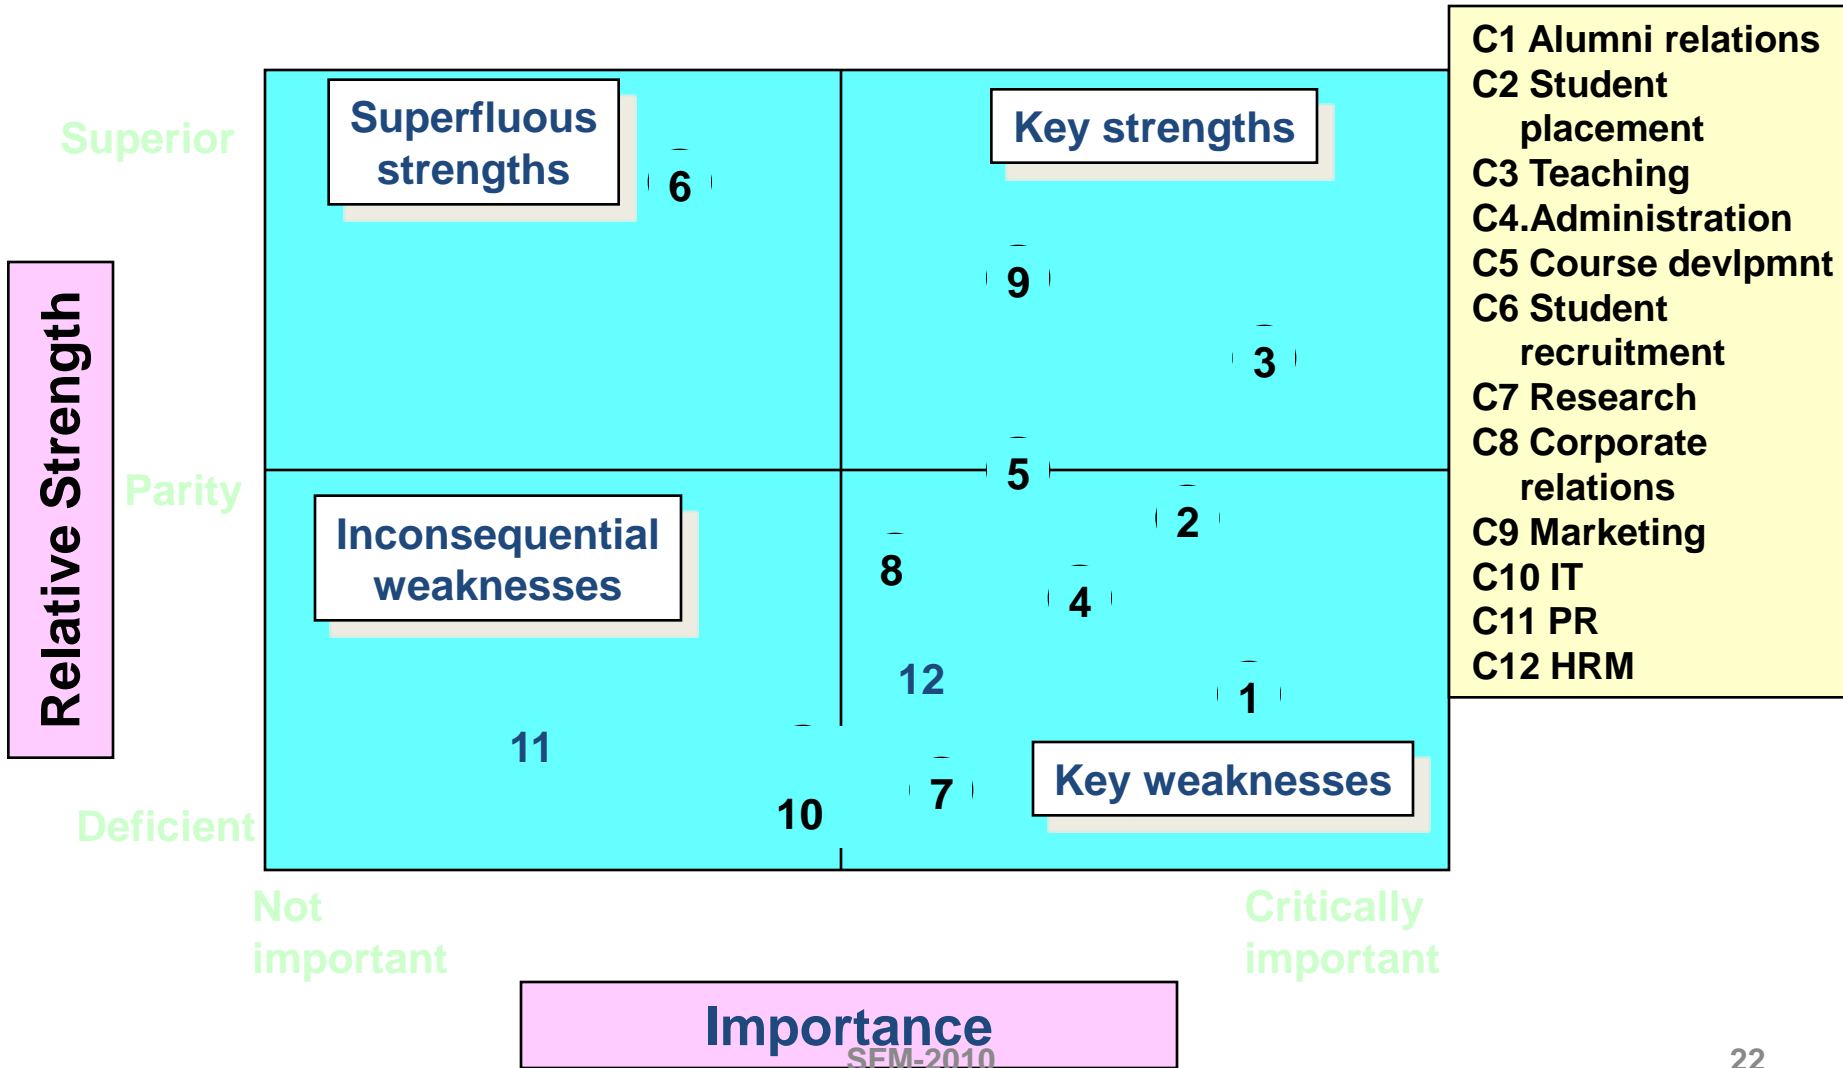 C1 Alumni relations
C2 Student
placement
C3 Teaching
C4.Administration
C5 Course devlpmnt
C6 Student
recruitment
C7 Research
C8 Corporate
relations
C9 Marketing
C10 IT
C11 PR
C12 HRM
Superfluous
strengths
Key strengths
Superior
6
9
3
Relative Strength
Parity
5
2
Inconsequential
weaknesses
8
4
12
1
11
Key weaknesses
7
10
Deficient
Not
important
Critically
important
Importance
SFM-2010
22